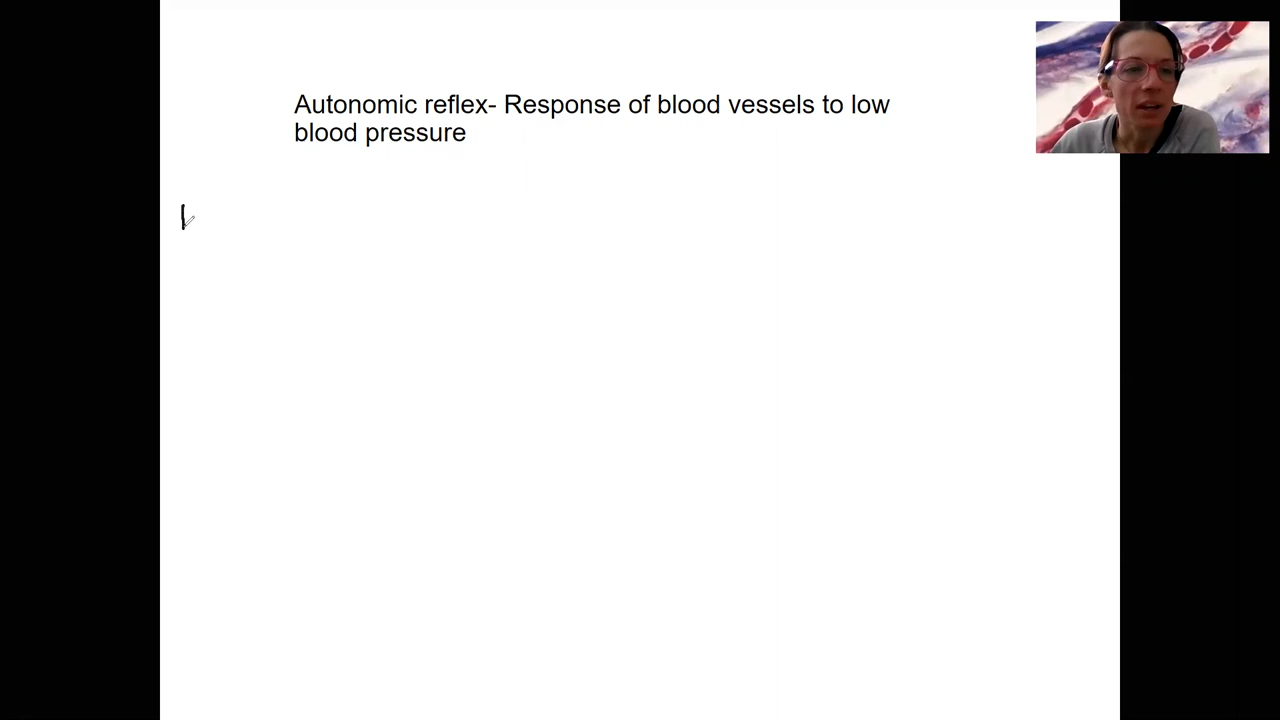 Autonomic reflex- Response of blood vessels to low
blood pressure